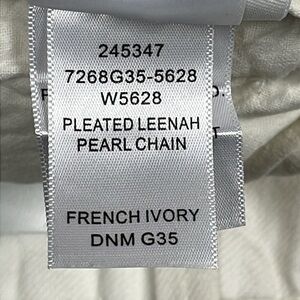 245347
7268G35-5628
W5628
PLEATED LEENAH
PEARL CHAIN
FRENCH IVORY
DNM G35